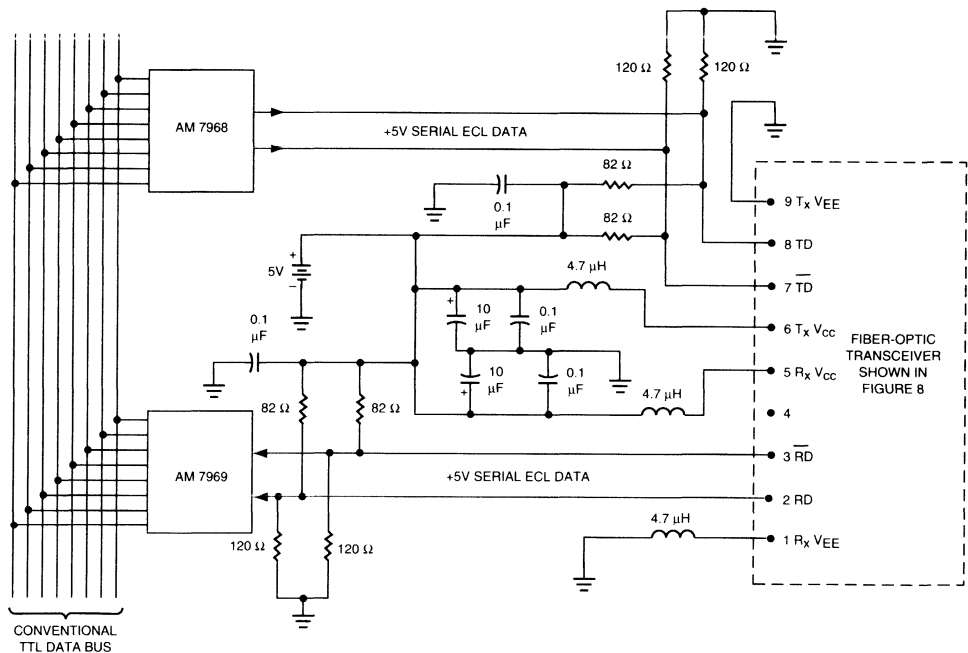 120 Ω
120 Ω
AM 7968
+5V SERIAL ECL DATA
82 Ω
0.1
μF
82 Ω
9 TX VEE
8 TD
7 TD
+
5V
−
4.7 μH
6 TX VCC
0.1
μF
+
10
μF
0.1
μF
FIBER-OPTIC
TRANSCEIVER
SHOWN IN
FIGURE 8
5 RX VCC
10
μF
+
0.1
μF
82 Ω
82 Ω
4.7 μH
4
3 RD
AM 7969
+5V SERIAL ECL DATA
2 RD
120 Ω
120 Ω
4.7 μH
1 RX VEE
CONVENTIONAL
TTL DATA BUS